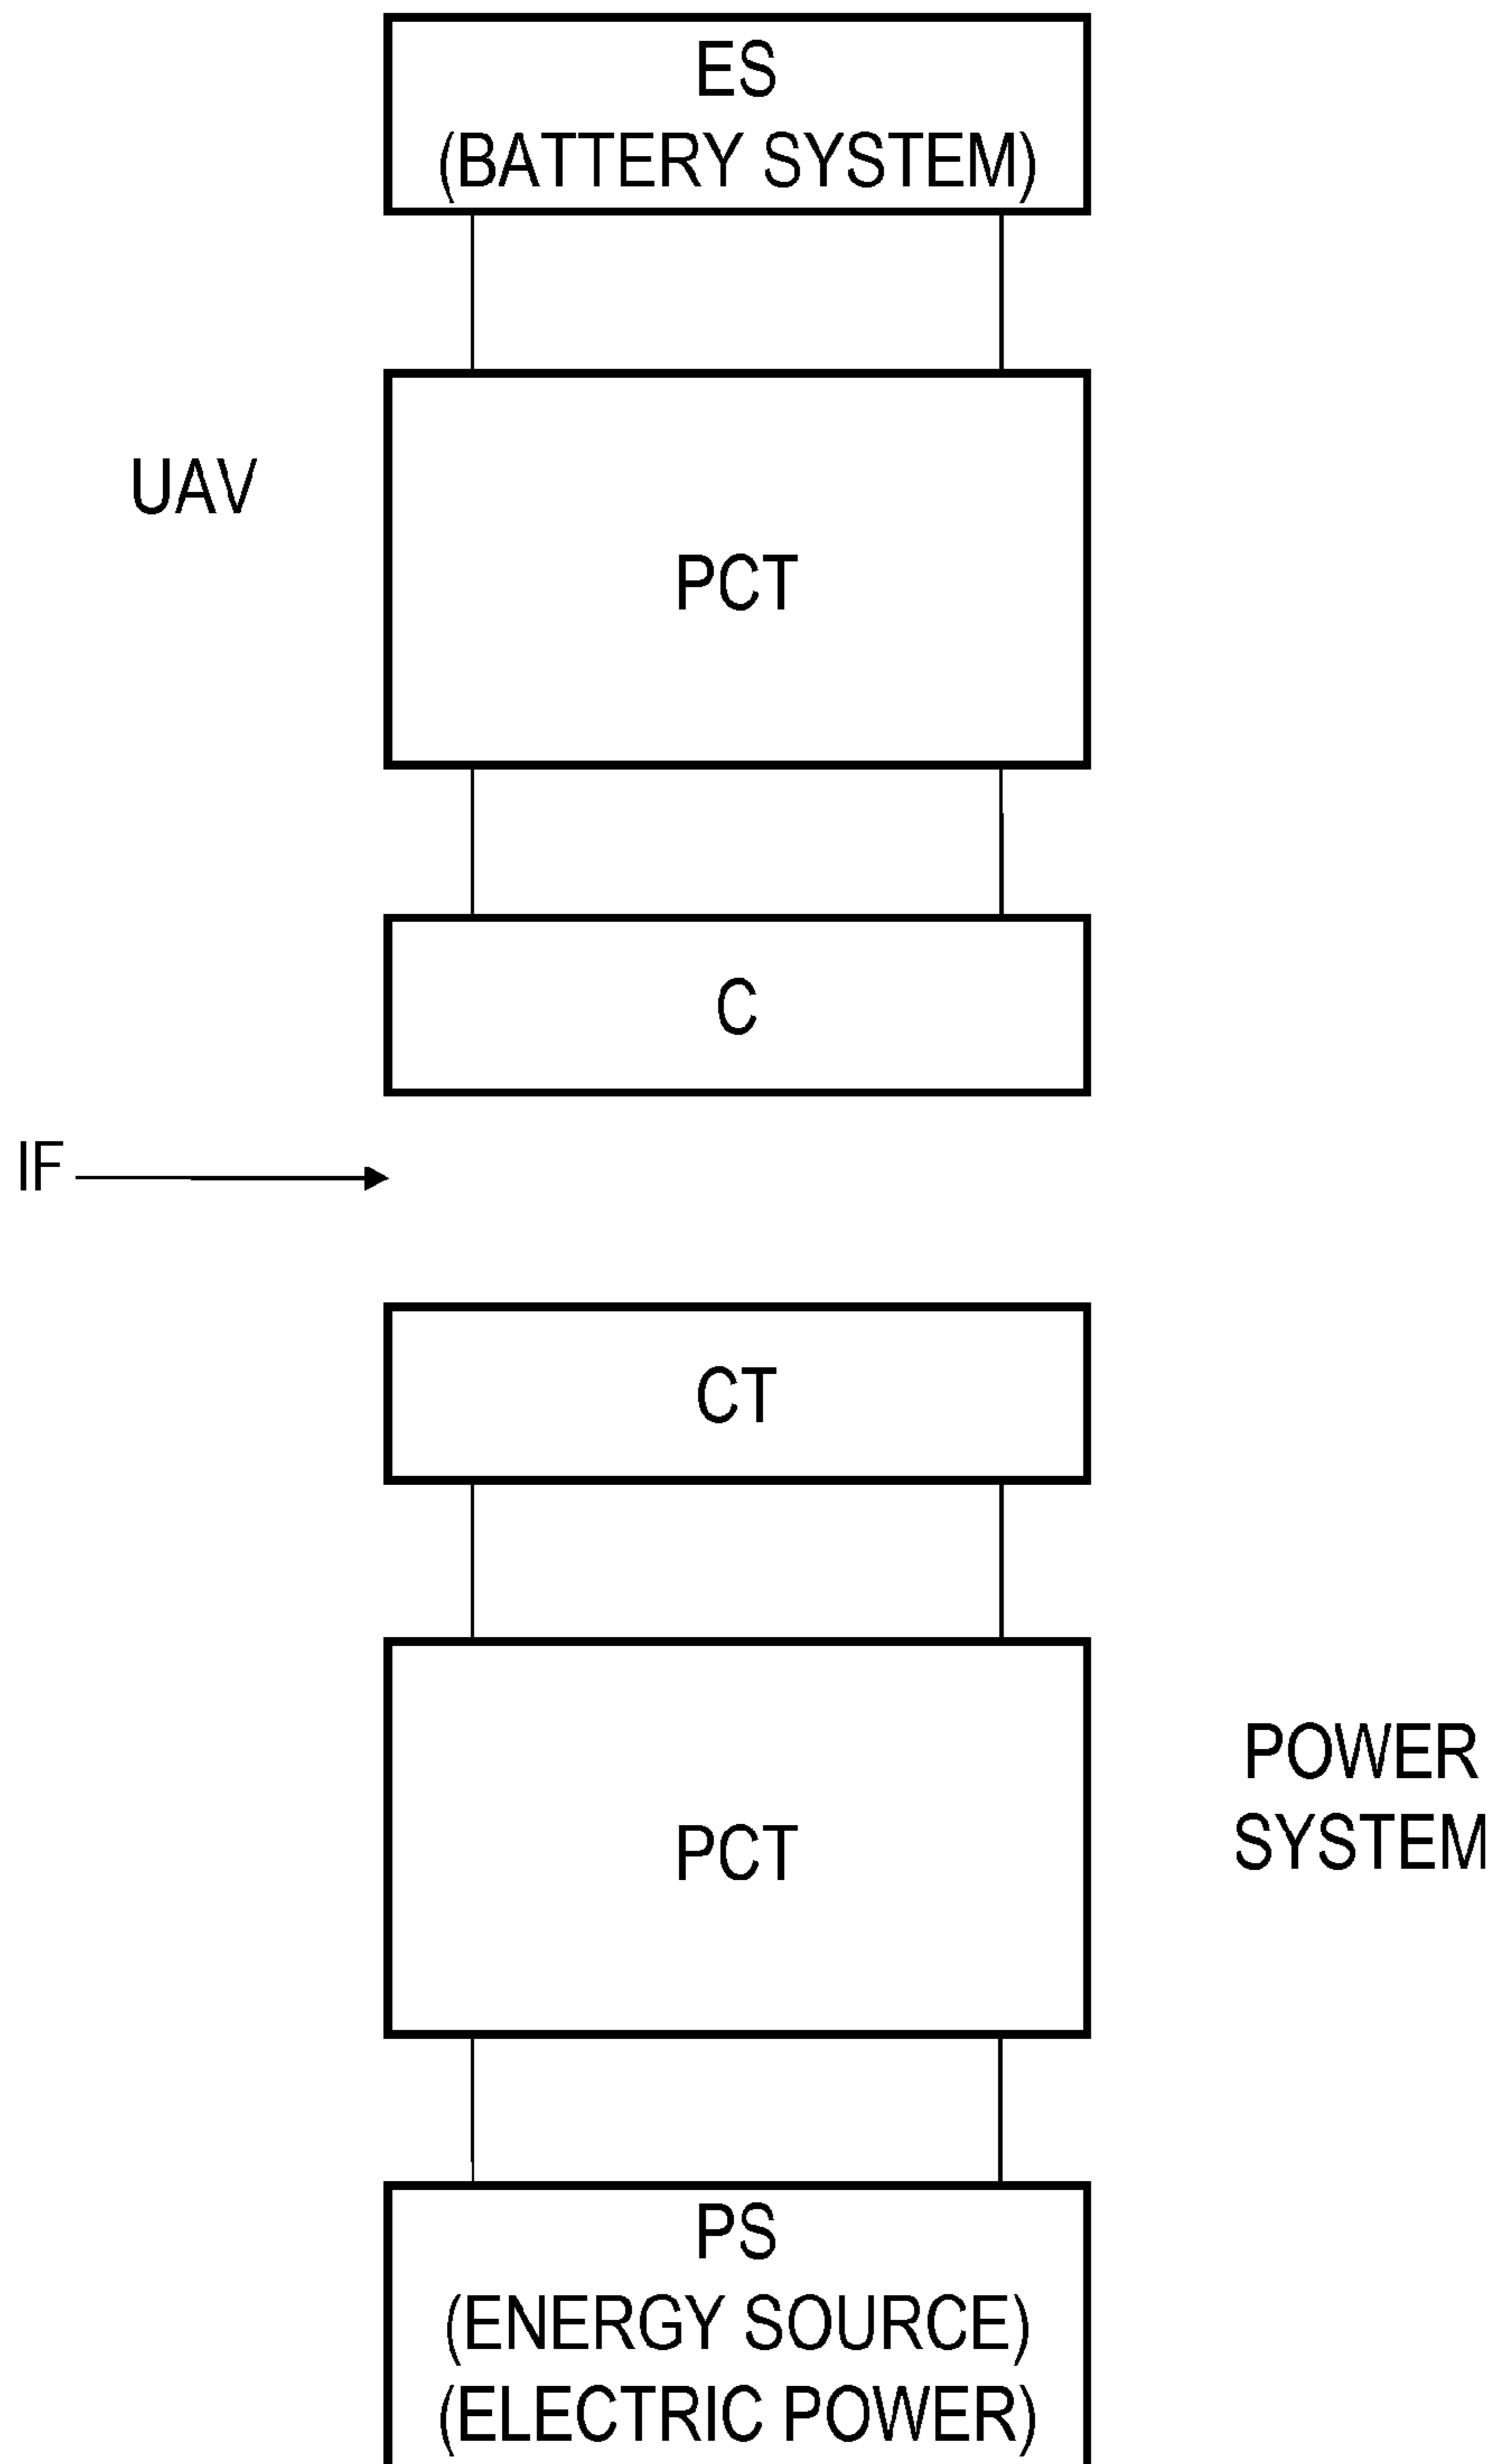 ES
(BATTERY SYSTEM)
UAV
PCT
C
IF
CT
PCT
POWER
SYSTEM
PS
(ENERGY SOURCE)
(ELECTRIC POWER)